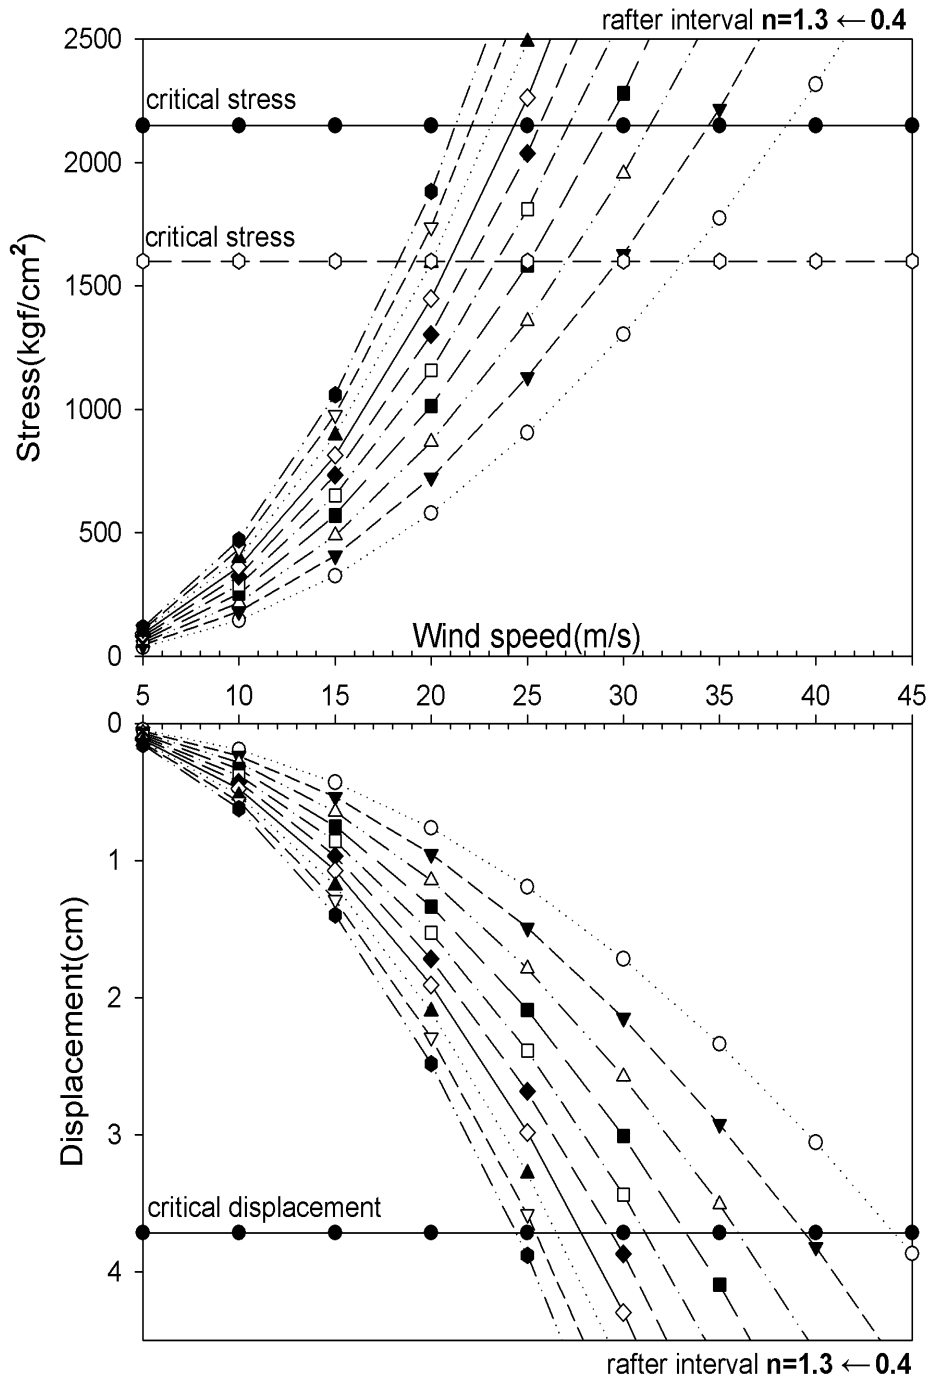 rafter interval n=1.3 ← 0.4
2500
critical stress
2000
critical stress
1500
Stress(kgf/cm²)
1000
500
Wind speed(m/s)
0
5 10 15 20 25 30 35 40 45
0
1
Displacement(cm)
2
3
critical displacement
4
rafter interval n=1.3 ← 0.4